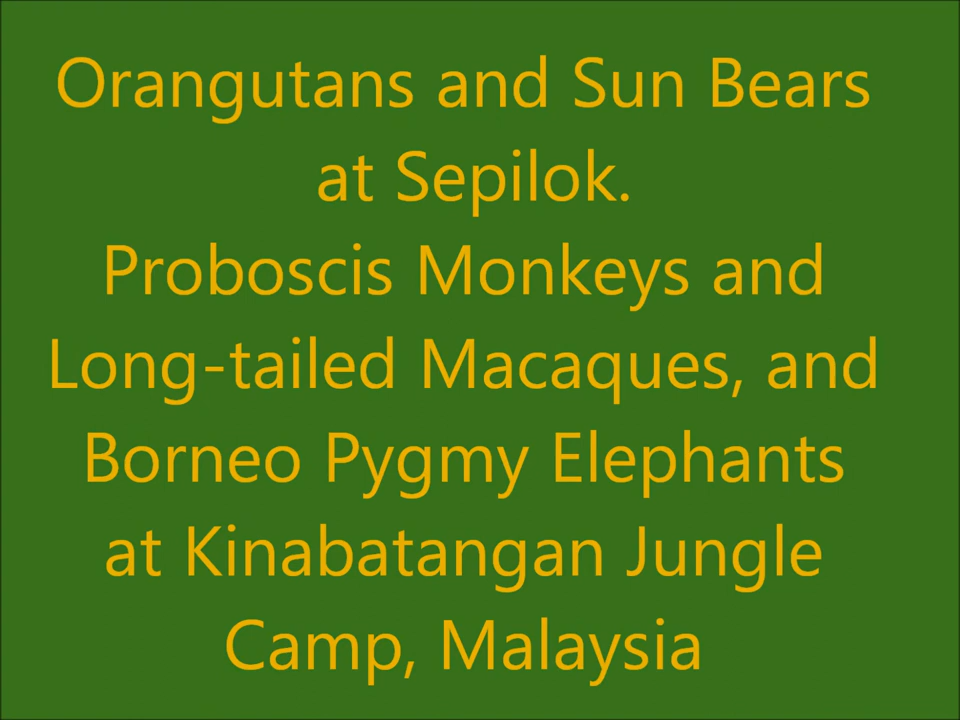 Orangutans and Sun Bears
at Sepilok.
Proboscis Monkeys and
Long-tailed Macaques, and
Borneo Pygmy Elephants
at Kinabatangan Jungle
Camp, Malaysia